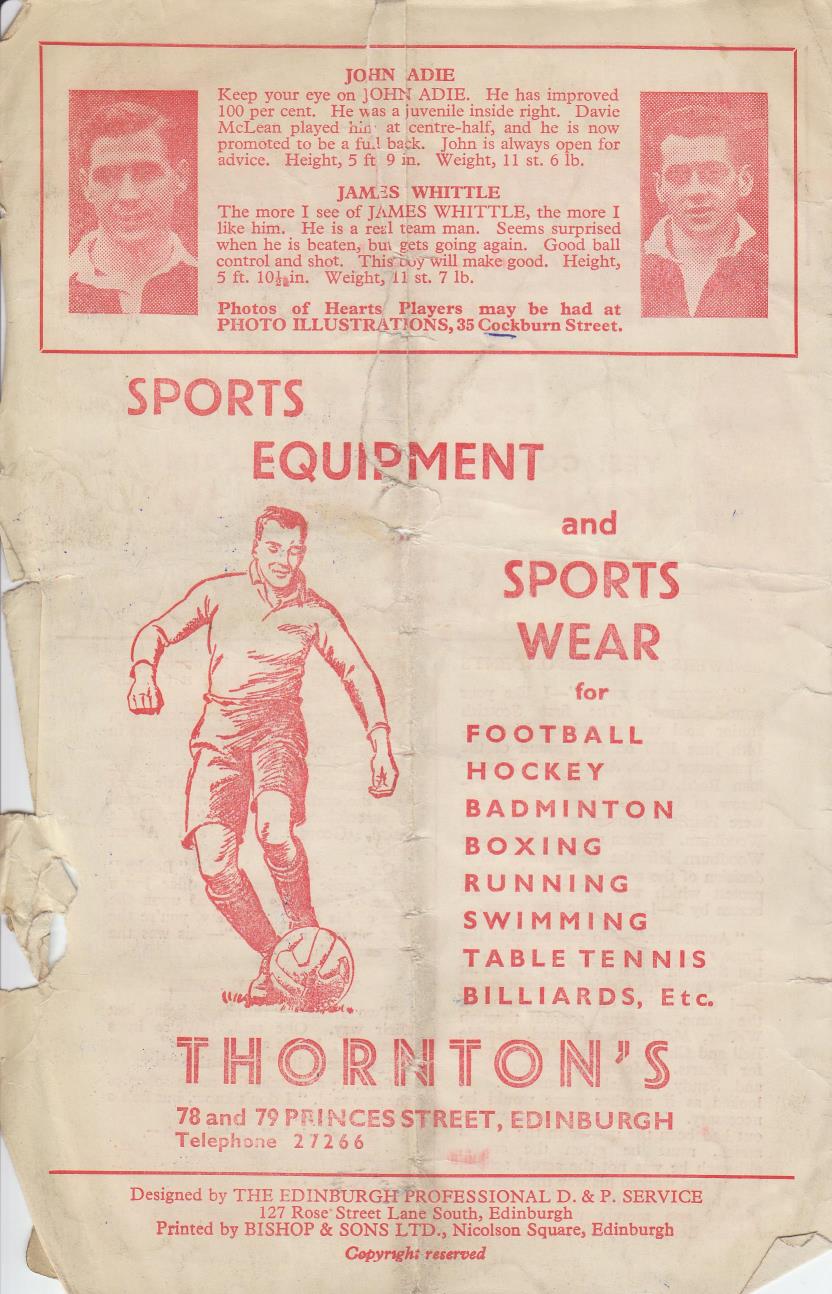 JOHN ADIE
Keep your eye on JOHN ADIE. He has improved
100 per cent. He was a juvenile inside right. Davie
McLean played him at centre-half, and he is now
promoted to be a full back. John is always open for
advice. Height, 5 ft 9 in. Weight, 11 st. 6 lb.
JAMES WHITTLE
The more I see of JAMES WHITTLE, the more I
like him. He is a real team man. Seems surprised
when he is beaten, but gets going again. Good ball
control and shot. This boy will make good. Height,
5 ft. 10½in. Weight, 11 st. 7 lb.
Photos of Hearts Players may be had at
PHOTO ILLUSTRATIONS, 35 Cockburn Street.
SPORTS
EQUIPMENT
and
SPORTS
WEAR
for
FOOTBALL
HOCKEY
BADMINTON
BOXING
RUNNING
SWIMMING
TABLE TENNIS
BILLIARDS, Etc.
THORNTON'S
78 and 79 PRINCES STREET, EDINBURGH
Telephone 27266
Designed by THE EDINBURGH PROFESSIONAL D. & P. SERVICE
127 Rose Street Lane South, Edinburgh
Printed by BISHOP & SONS LTD., Nicolson Square, Edinburgh
Copyright reserved